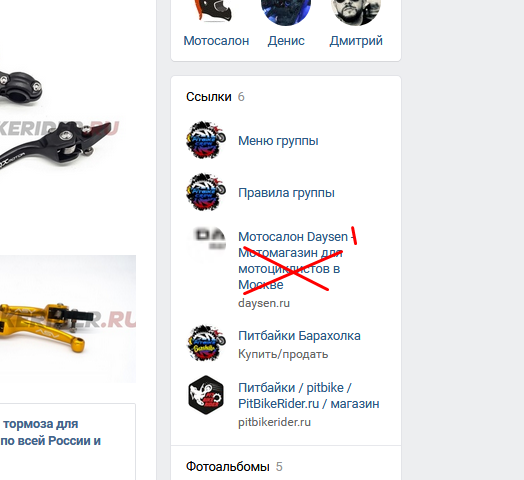 Мотосалон Денис Дмитрий
KERIDER.RU
Ссылки 6
Меню группы
Правила группы
Мотосалон Daysen -
Мотомагазин для
мотоциклистов в
Москве
daysen.ru
KERIDER.RU
Питбайки Барахолка
Купить/продать
Питбайки / pitbike /
PitBikeRider.ru / магазин
pitbikerider.ru
тормоза для
по всей России и
Фотоальбомы 5